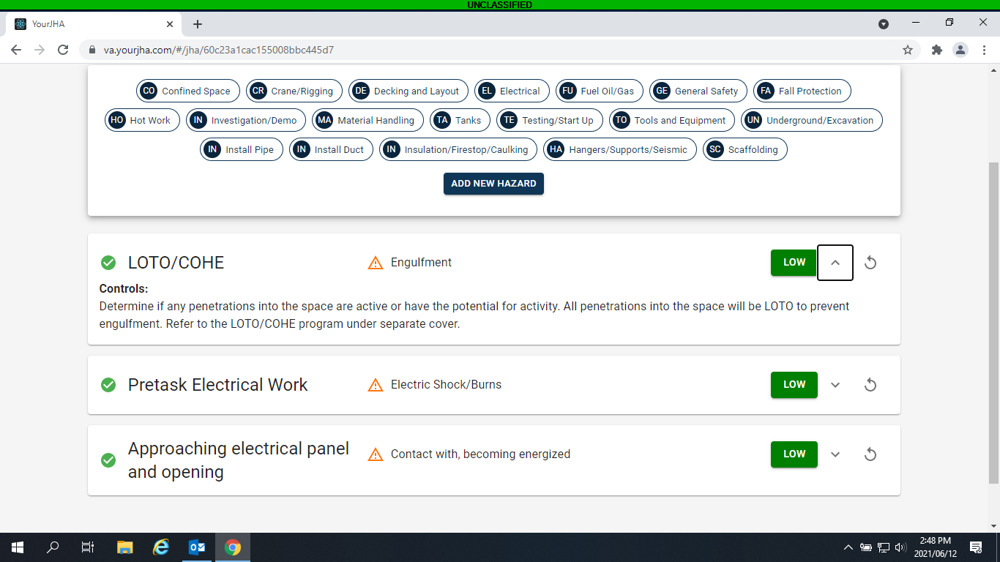 UNCLASSIFIED
YourJHA
va.yourjha.com/#/jha/60c23a1cac155008bbc445d7
CO Confined Space CR Crane/Rigging DE Decking and Layout EL Electrical FU Fuel Oil/Gas GE General Safety FA Fall Protection
HO Hot Work IN Investigation/Demo MA Material Handling TA Tanks TE Testing/Start Up TO Tools and Equipment UN Underground/Excavation
IN Install Pipe IN Install Duct IN Insulation/Firestop/Caulking HA Hangers/Supports/Seismic SC Scaffolding
ADD NEW HAZARD
LOTO/COHE Engulfment LOW
Controls:
Determine if any penetrations into the space are active or have the potential for activity. All penetrations into the space will be LOTO to prevent
engulfment. Refer to the LOTO/COHE program under separate cover.
Pretask Electrical Work Electric Shock/Burns LOW
Approaching electrical panel
and opening
Contact with, becoming energized LOW
2:48 PM
2021/06/12